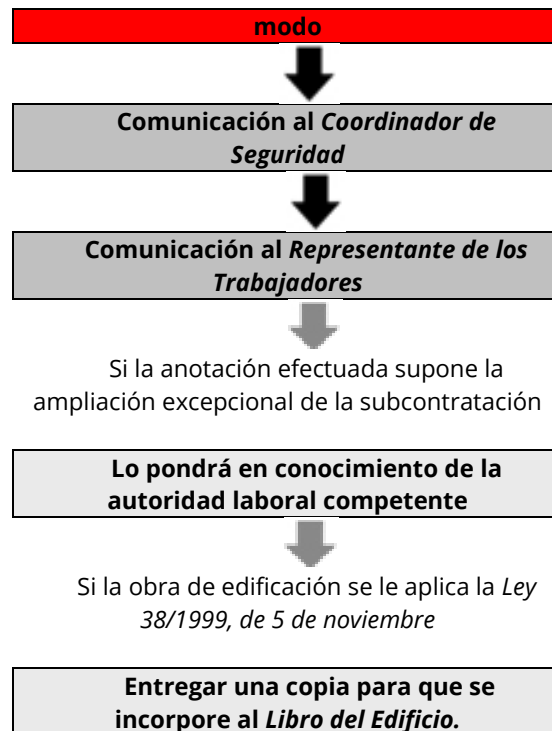 modo
Comunicación al Coordinador de
Seguridad
Comunicación al Representante de los
Trabajadores
Si la anotación efectuada supone la
ampliación excepcional de la subcontratación
Lo pondrá en conocimiento de la
autoridad laboral competente
Si la obra de edificación se le aplica la Ley
38/1999, de 5 de noviembre
Entregar una copia para que se
incorpore al Libro del Edificio.